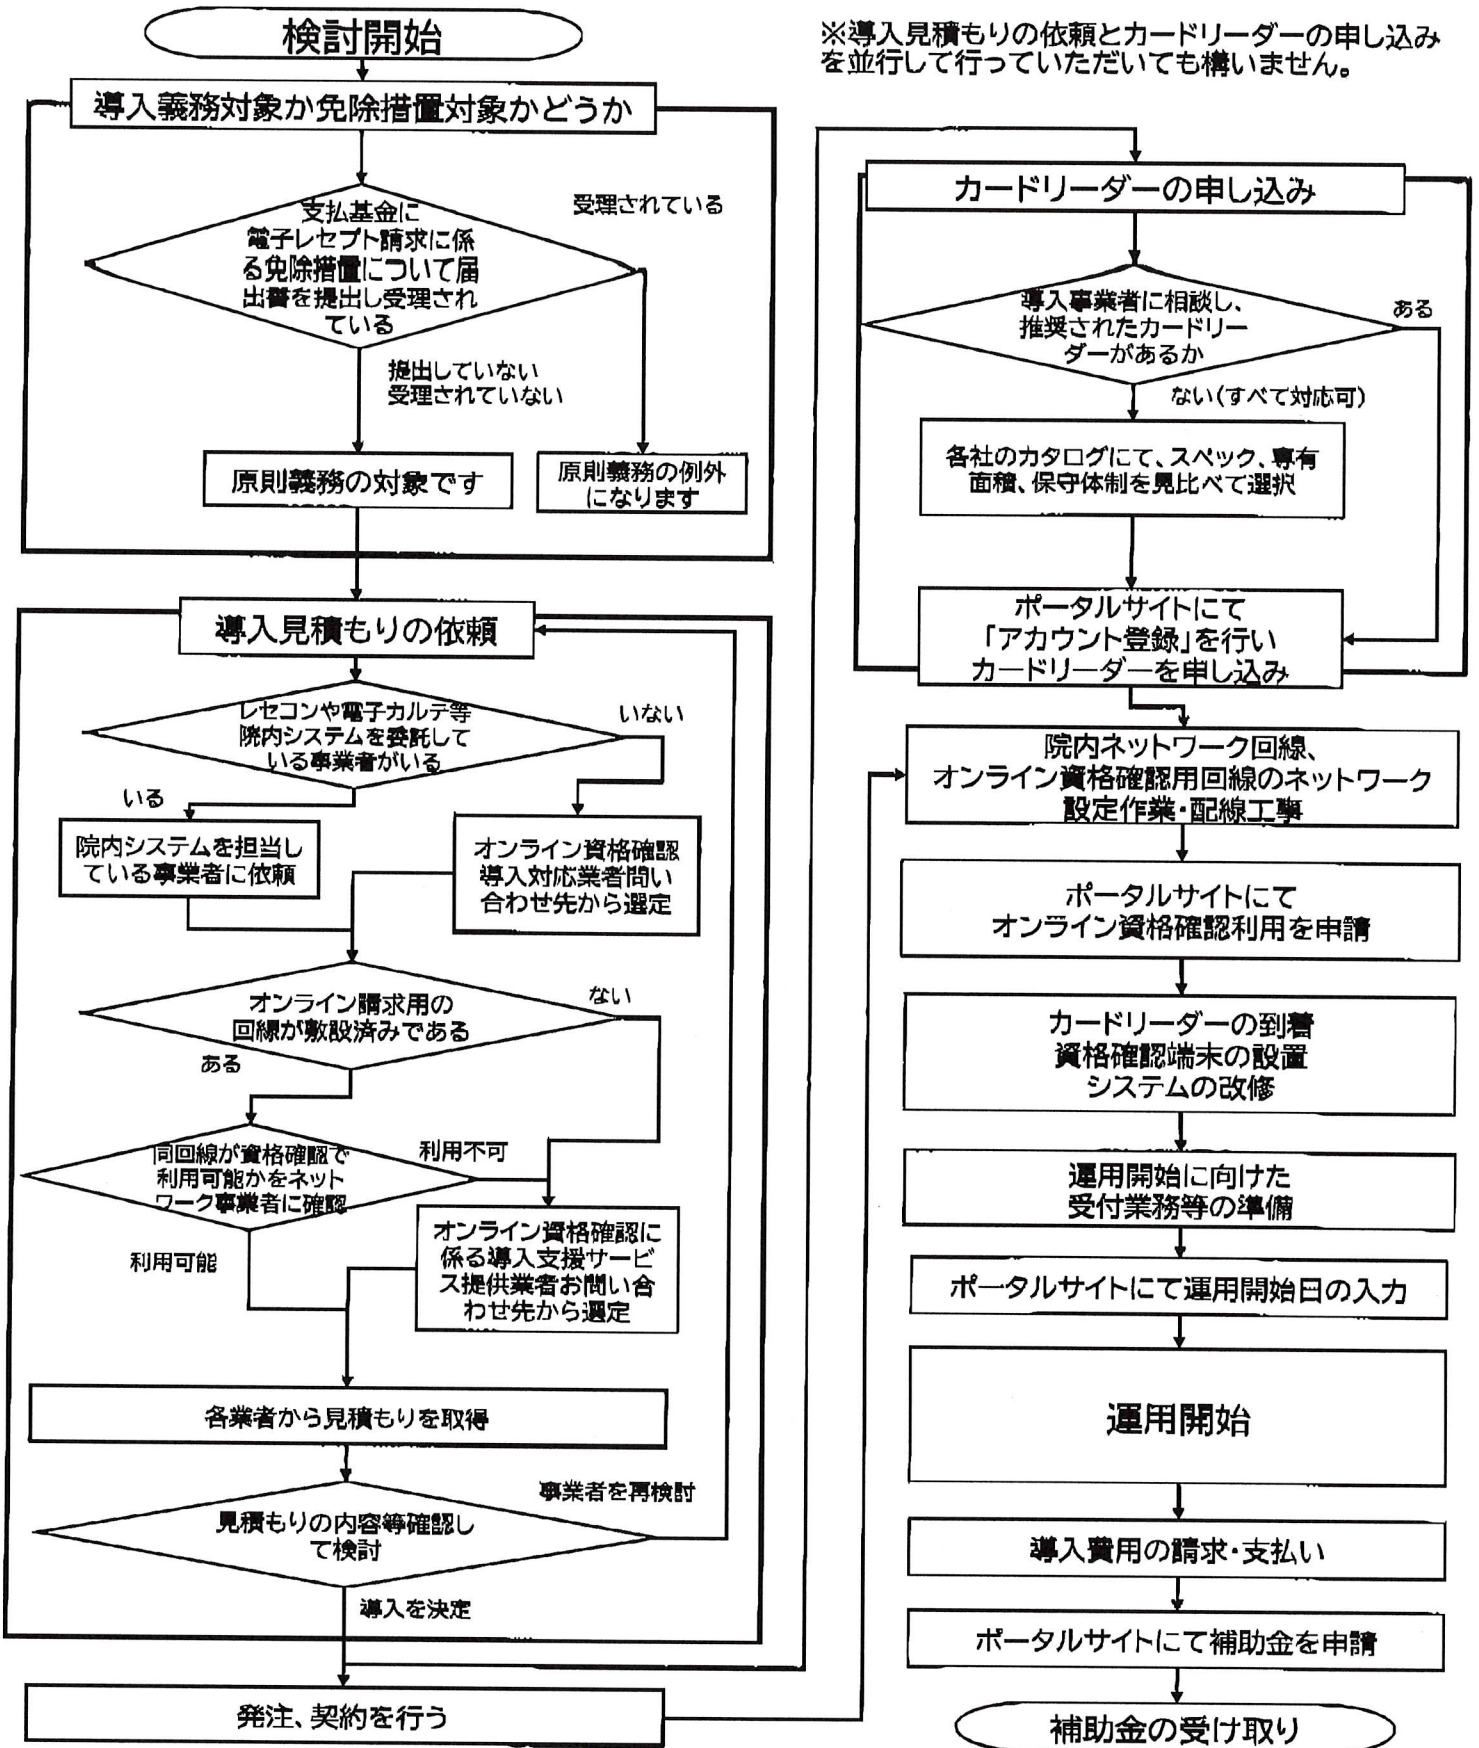 検討開始
導入義務対象か免除措置対象かどうか
支払基金に
電子レセプト請求に係
る免除措置について届
出書を提出し受理され
ている
受理されている
提出していない
受理されていない
原則義務の対象です
原則義務の例外
になります
導入見積もりの依頼
レセコンや電子カルテ等
院内システムを委託して
いる事業者がいる
いない
いる
院内システムを担当し
ている事業者に依頼
オンライン資格確認
導入対応業者問い
合わせ先から選定
オンライン請求用の
回線が敷設済みである
ない
ある
同回線が資格確認で
利用可能かをネット
ワーク事業者に確認
利用不可
利用可能
オンライン資格確認に
係る導入支援サービ
ス提供業者お問い合
わせ先から選定
各業者から見積もりを取得
見積もりの内容等確認し
て検討
事業者を再検討
導入を決定
発注、契約を行う
※導入見積もりの依頼とカードリーダーの申し込み
を並行して行っていただいても構いません。
カードリーダーの申し込み
導入事業者に相談し、
推奨されたカードリー
ダーがあるか
ある
ない(すべて対応可)
各社のカタログにて、スペック、専有
面積、保守体制を見比べて選択
ポータルサイトにて
「アカウント登録」を行い
カードリーダーを申し込み
院内ネットワーク回線、
オンライン資格確認用回線のネットワーク
設定作業・配線工事
ポータルサイトにて
オンライン資格確認利用を申請
カードリーダーの到着
資格確認端末の設置
システムの改修
運用開始に向けた
受付業務等の準備
ポータルサイトにて運用開始日の入力
運用開始
導入費用の請求・支払い
ポータルサイトにて補助金を申請
補助金の受け取り